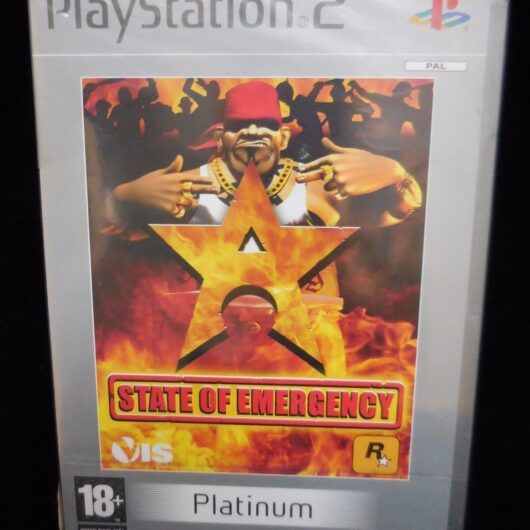 PlayStation®2
PAL
STATE OF EMERGENCY
VIS
R
18+
Platinum